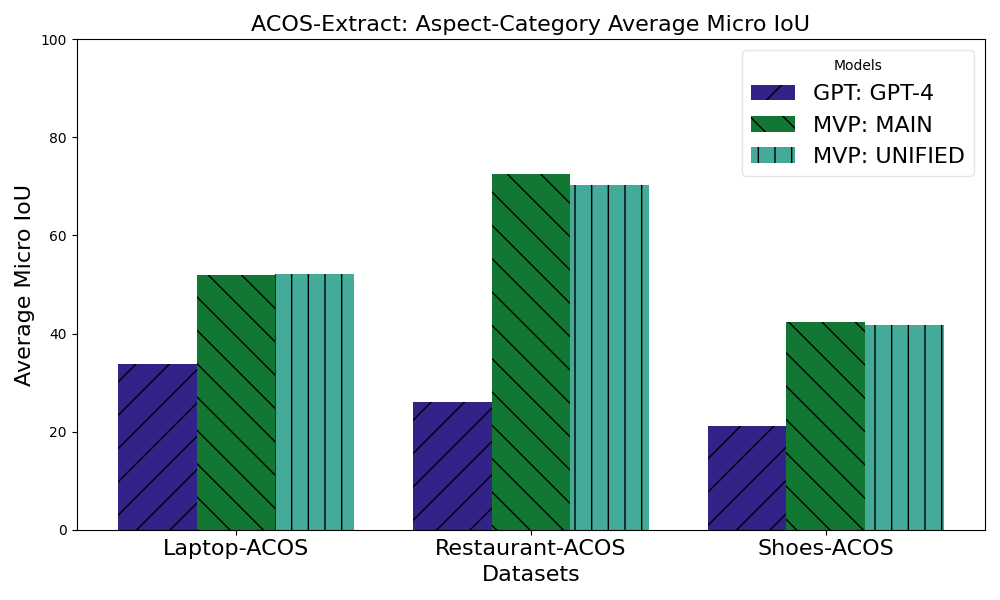 ACOS-Extract: Aspect-Category Average Micro IoU
Average Micro IoU
100
80
60
40
20
0
Models
GPT: GPT-4
MVP: MAIN
MVP: UNIFIED
Laptop-ACOS
Restaurant-ACOS
Shoes-ACOS
Datasets